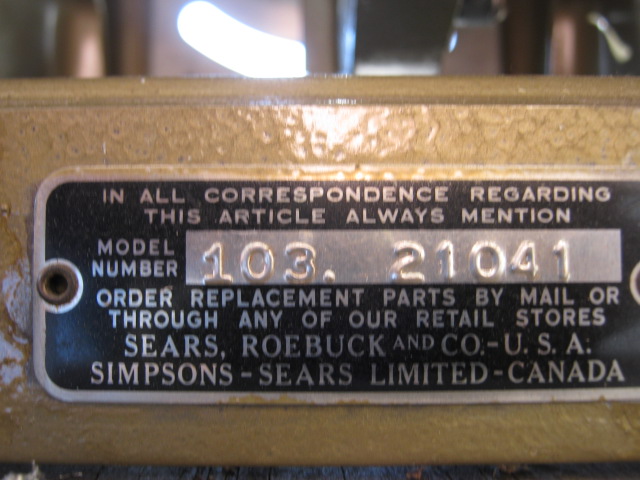 IN ALL CORRESPONDENCE REGARDING
THIS ARTICLE ALWAYS MENTION
MODEL NUMBER 103. 21041
ORDER REPLACEMENT PARTS BY MAIL OR
THROUGH ANY OF OUR RETAIL STORES
SEARS, ROEBUCK AND CO.-U.S.A.
SIMPSONS-SEARS LIMITED-CANADA